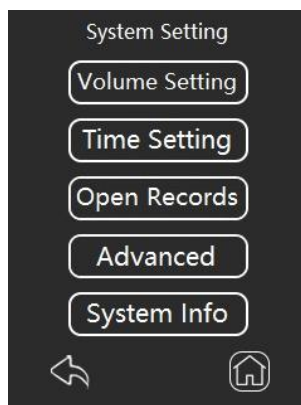 System Setting
Volume Setting
Time Setting
Open Records
Advanced
System Info